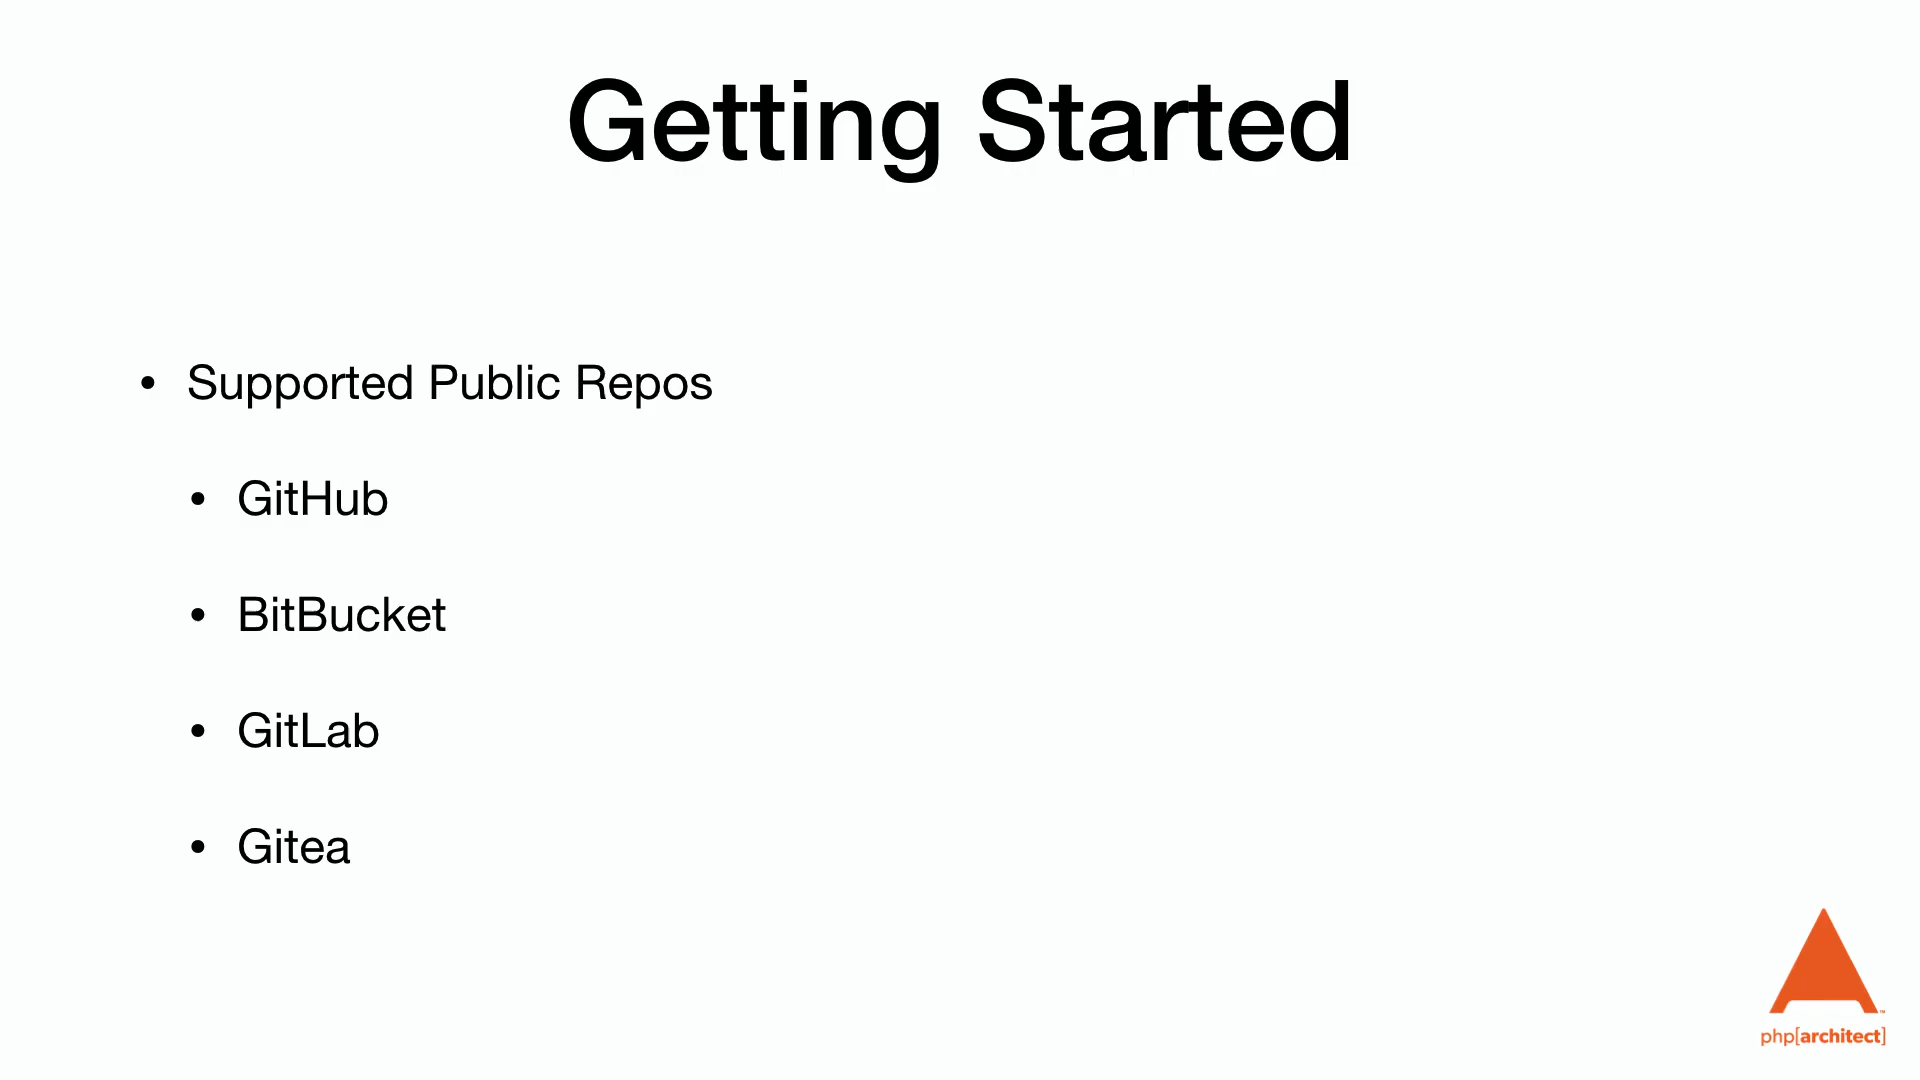 Getting Started
• Supported Public Repos
• GitHub
• BitBucket
• GitLab
• Gitea
php[architect]